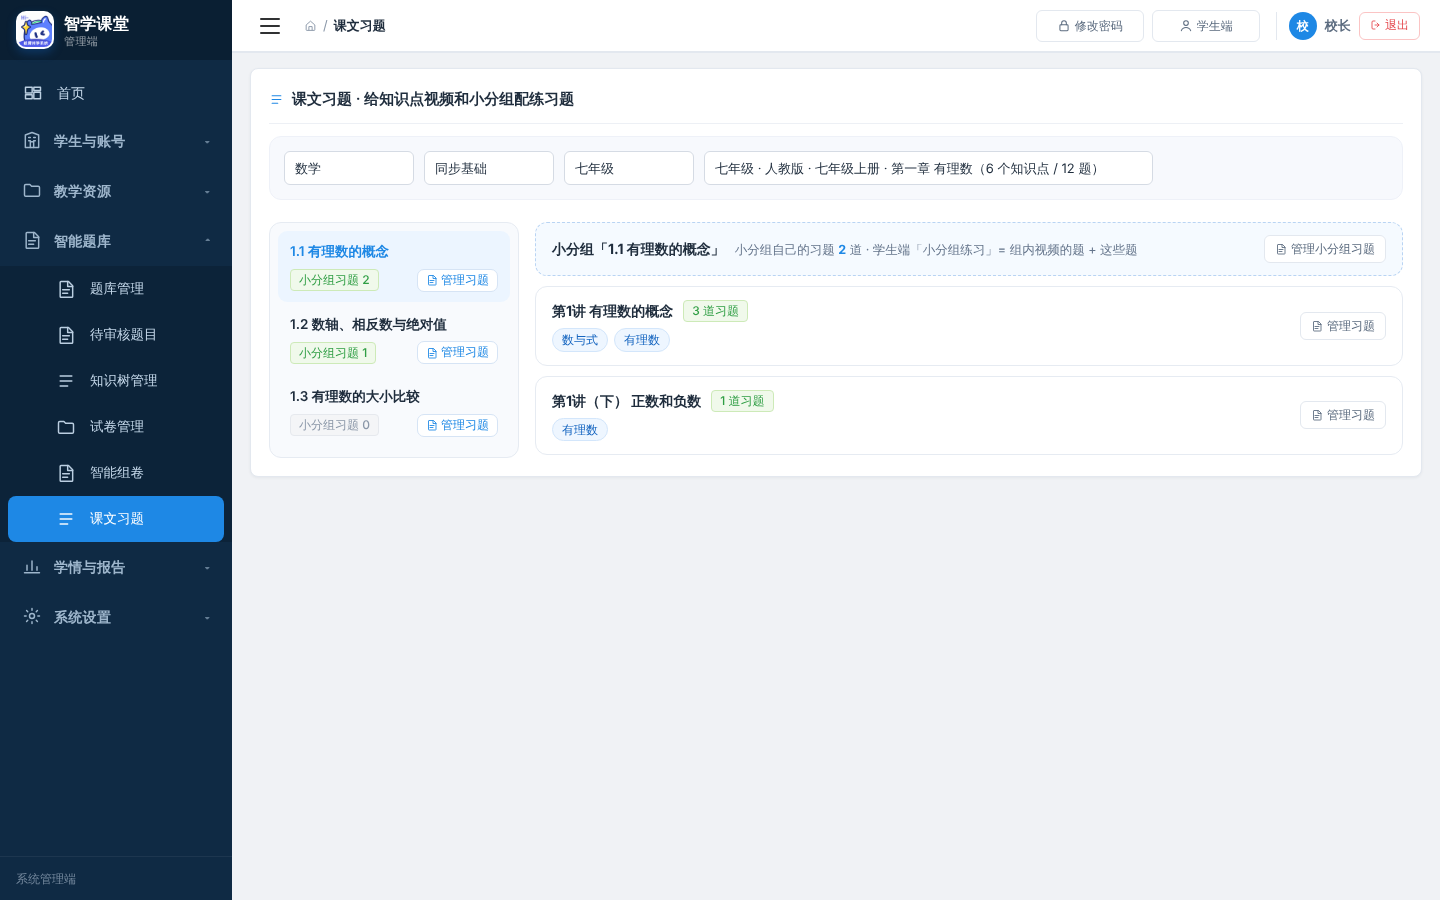 智学课堂
管理端
首页
学生与账号
教学资源
智能题库
题库管理
待审核题目
知识树管理
试卷管理
智能组卷
课文习题
学情与报告
系统设置
系统管理端
/ 课文习题
修改密码
学生端
校 校长
退出
课文习题 · 给知识点视频和小分组配练习题
数学
同步基础
七年级
七年级 · 人教版 · 七年级上册 · 第一章 有理数（6 个知识点 / 12 题）
1.1 有理数的概念
小分组习题 2 管理习题
1.2 数轴、相反数与绝对值
小分组习题 1 管理习题
1.3 有理数的大小比较
小分组习题 0 管理习题
小分组「1.1 有理数的概念」 小分组自己的习题 2 道 · 学生端「小分组练习」= 组内视频的题 + 这些题 管理小分组习题
第1讲 有理数的概念 3 道习题
数与式 有理数
管理习题
第1讲（下） 正数和负数 1 道习题
有理数
管理习题